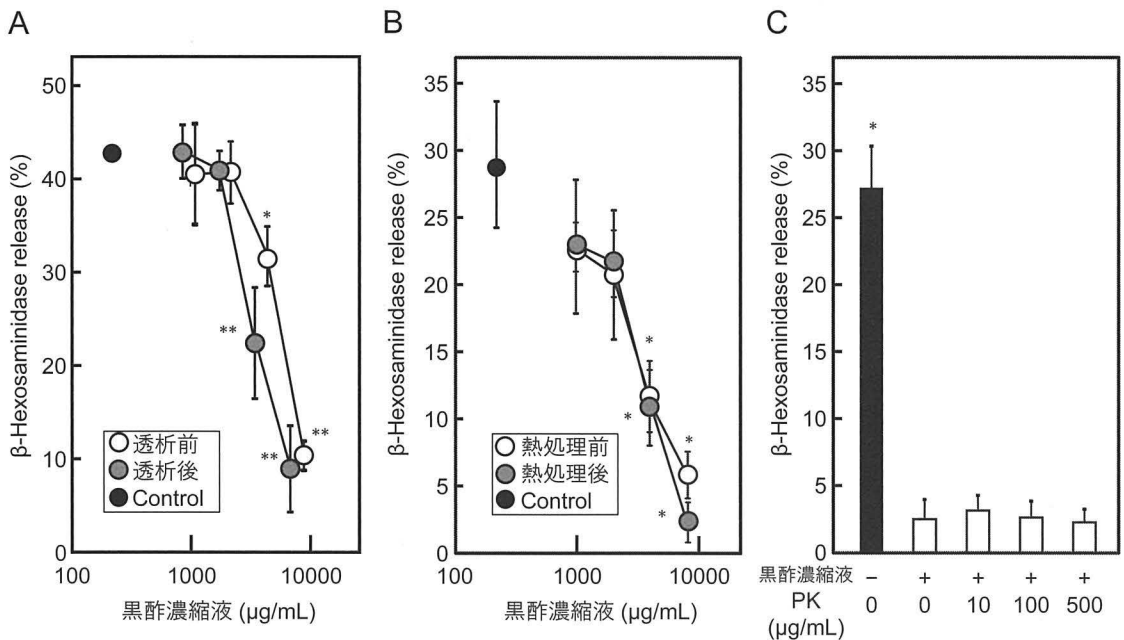 A
β-Hexosaminidase release (%)
50
40
30
20
10
0
*
**
**
**
透析前
透析後
Control
100
1000
10000
黒酢濃縮液 (μg/mL)
B
β-Hexosaminidase release (%)
35
30
25
20
15
10
5
0
*
*
*
*
熱処理前
熱処理後
Control
100
1000
10000
黒酢濃縮液 (μg/mL)
C
β-Hexosaminidase release (%)
35
30
25
20
15
10
5
0
*
黒酢濃縮液 − + + + +
PK 0 0 10 100 500
(μg/mL)